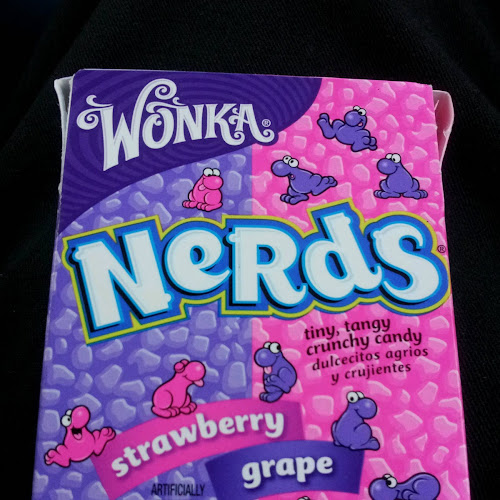 WONKA®
NeRdS®
tiny, tangy
crunchy candy
dulcecitos agrios
y crujientes
strawberry
grape
ARTIFICIALLY